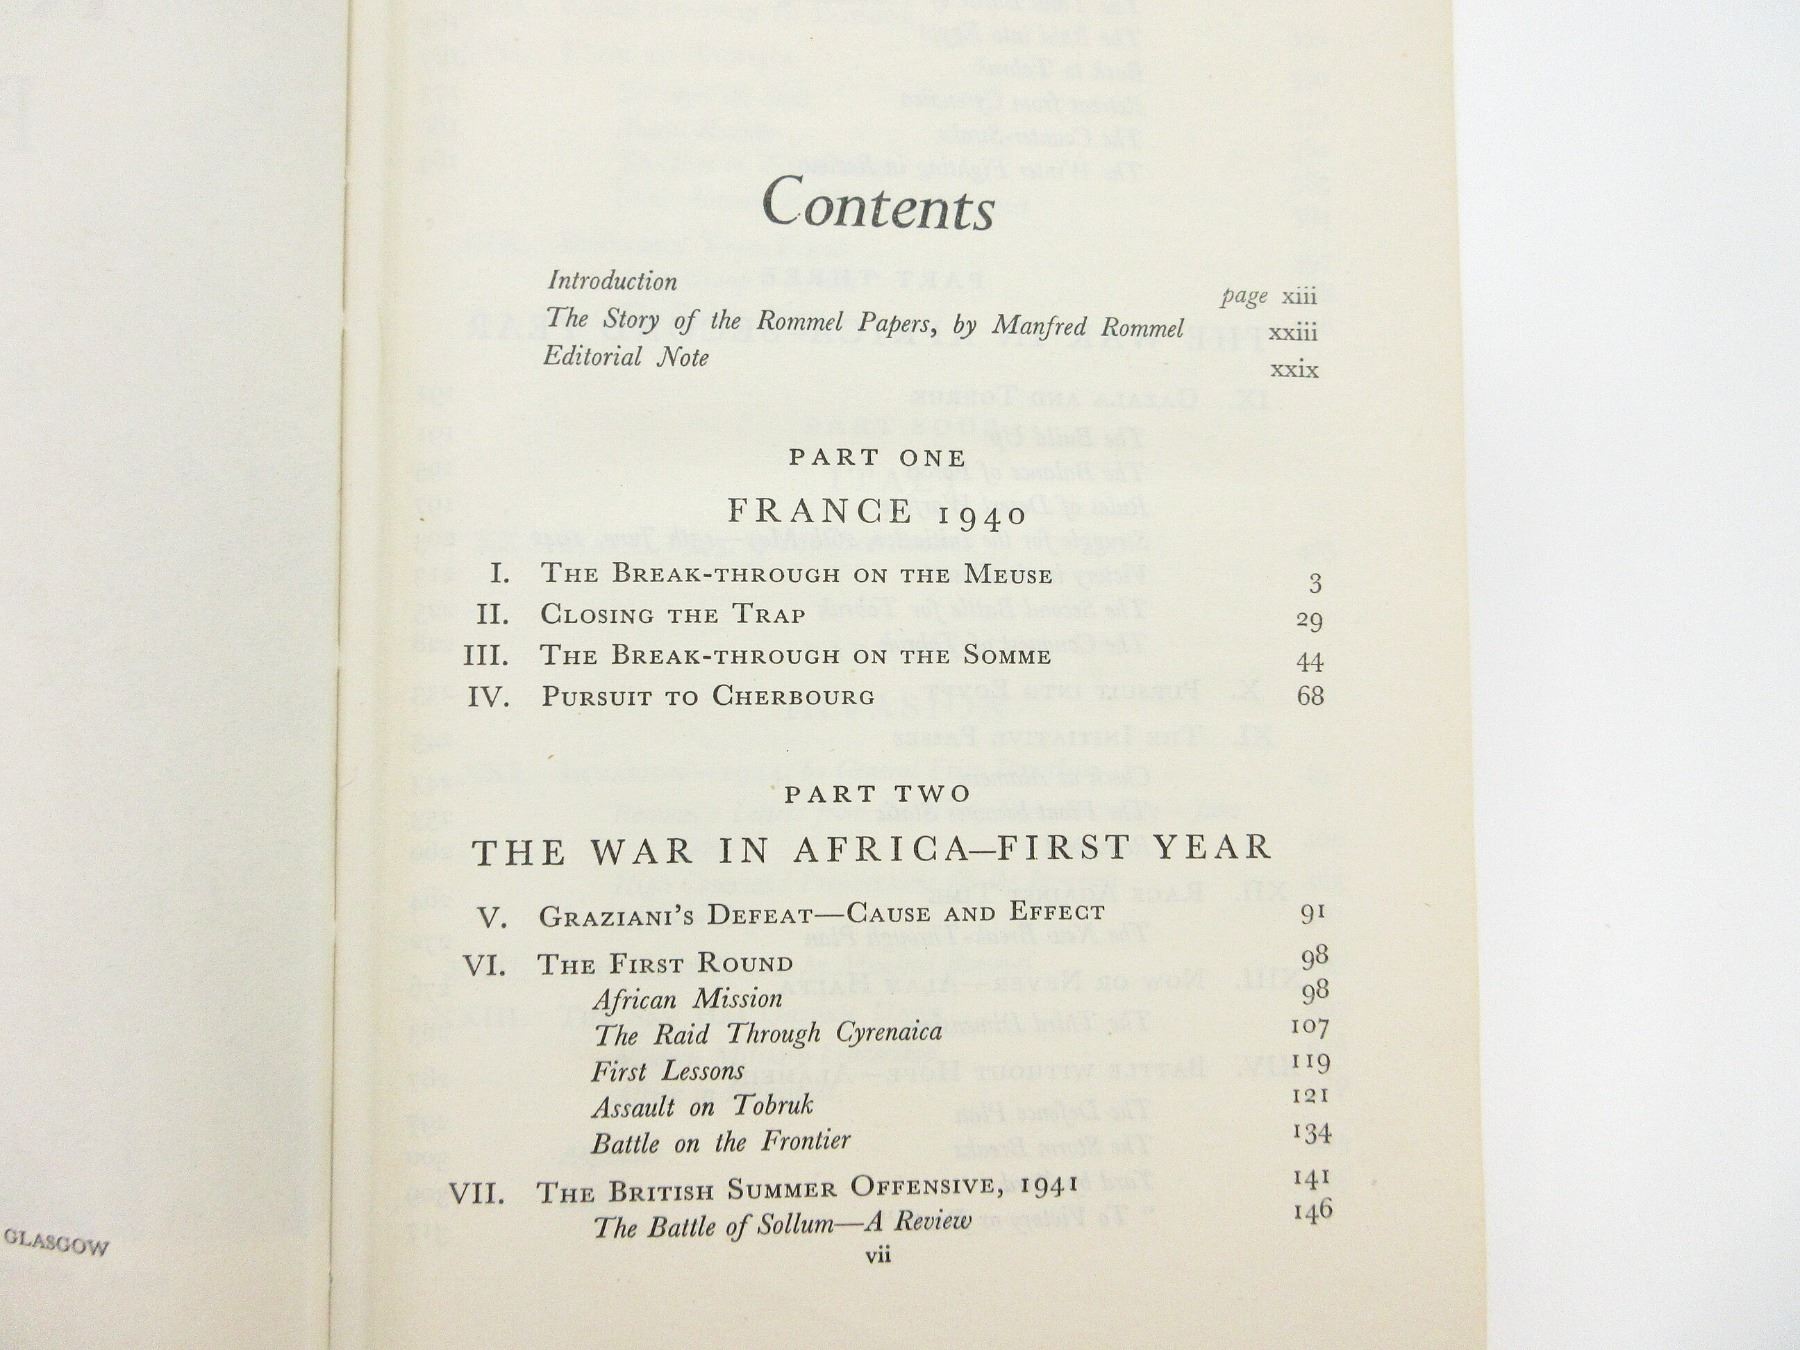 Contents
Introduction page xiii
The Story of the Rommel Papers, by Manfred Rommel xxiii
Editorial Note xxix
PART ONE
FRANCE 1940
I. THE BREAK-THROUGH ON THE MEUSE 3
II. CLOSING THE TRAP 29
III. THE BREAK-THROUGH ON THE SOMME 44
IV. PURSUIT TO CHERBOURG 68
PART TWO
THE WAR IN AFRICA—FIRST YEAR
V. GRAZIANI'S DEFEAT—CAUSE AND EFFECT 91
VI. THE FIRST ROUND 98
African Mission 98
The Raid Through Cyrenaica 107
First Lessons 119
Assault on Tobruk 121
Battle on the Frontier 134
VII. THE BRITISH SUMMER OFFENSIVE, 1941 141
The Battle of Sollum—A Review 146
vii
GLASGOW